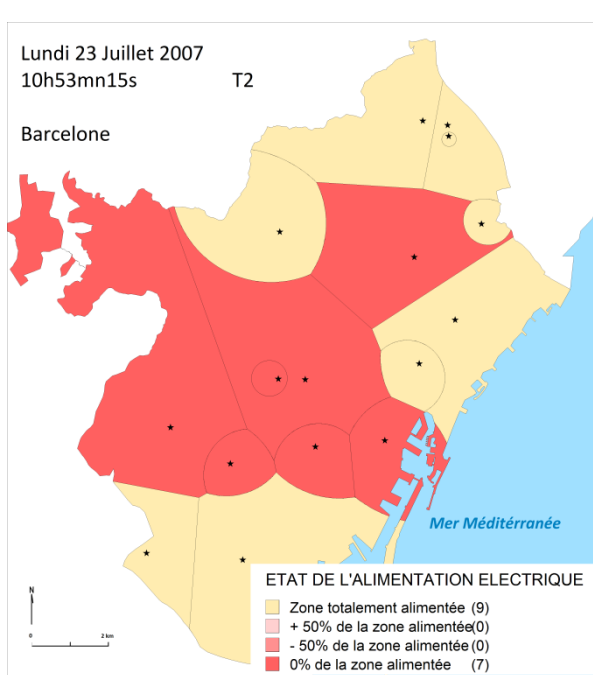 Lundi 23 Juillet 2007
10h53mn15s T2
Barcelone
Mer Méditérranée
N
0 2 km
ETAT DE L'ALIMENTATION ELECTRIQUE
Zone totalement alimentée (9)
+ 50% de la zone alimentée(0)
- 50% de la zone alimentée (0)
0% de la zone alimentée (7)